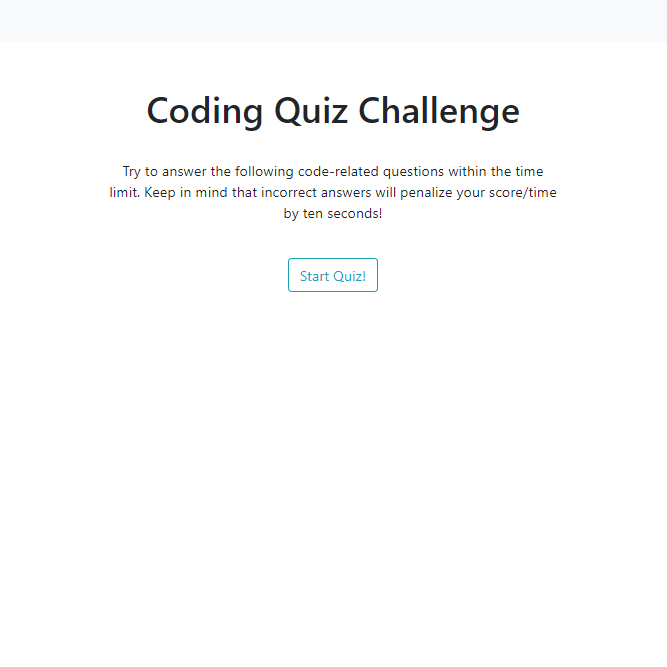 Coding Quiz Challenge
Try to answer the following code-related questions within the time
limit. Keep in mind that incorrect answers will penalize your score/time
by ten seconds!
Start Quiz!